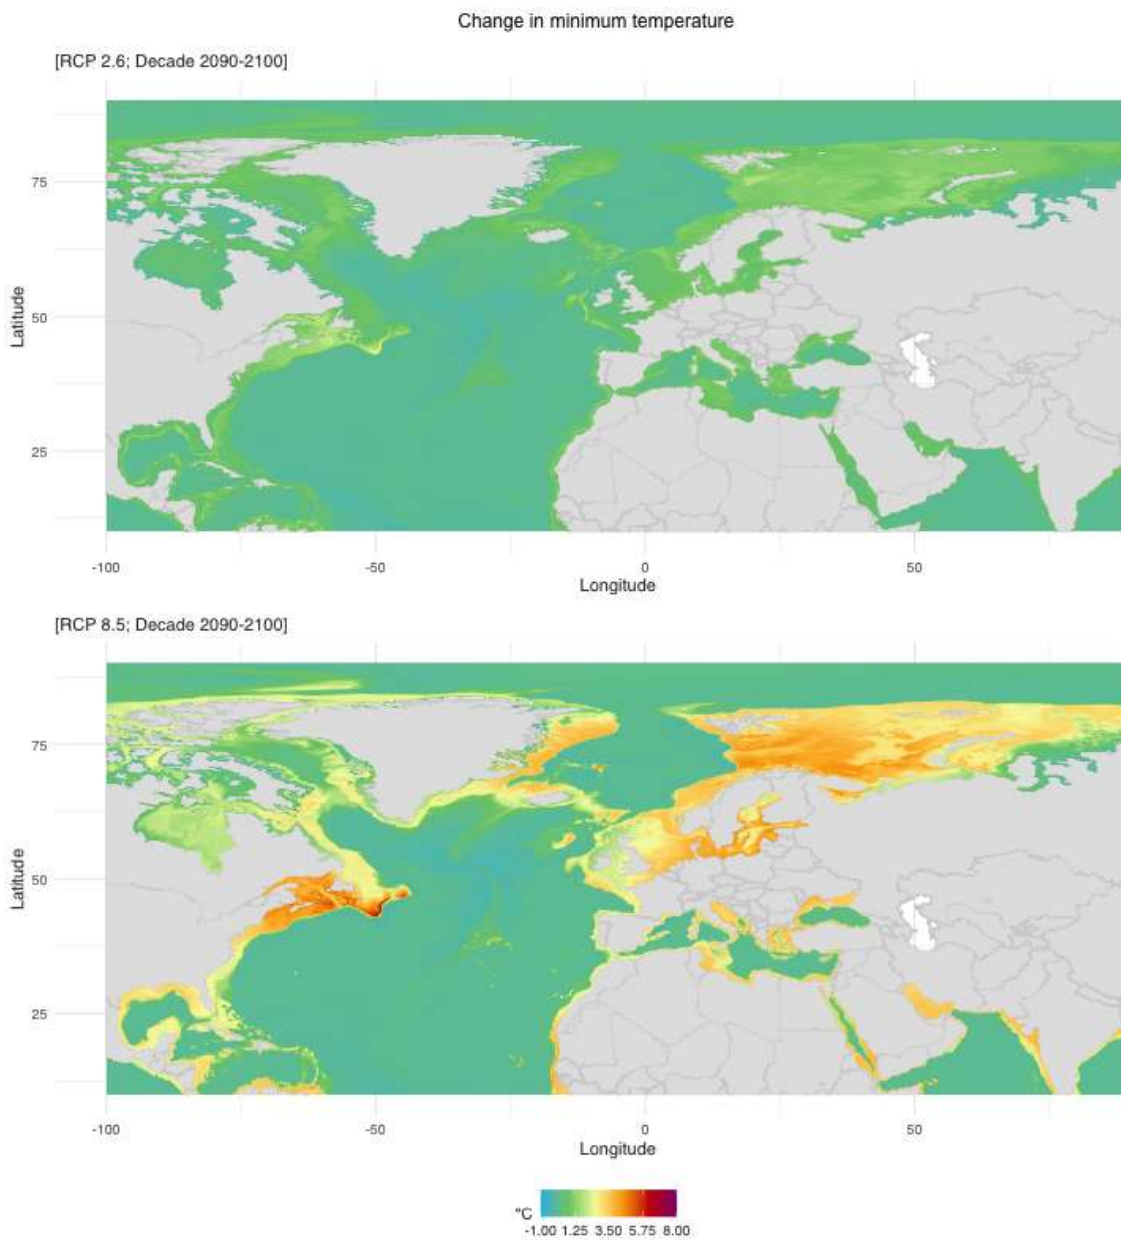 Change in minimum temperature
[RCP 2.6; Decade 2090-2100]
75
50
25
Latitude
-100 -50 0 50
Longitude
[RCP 8.5; Decade 2090-2100]
75
50
25
Latitude
-100 -50 0 50
Longitude
°C
-1.00 1.25 3.50 5.75 8.00